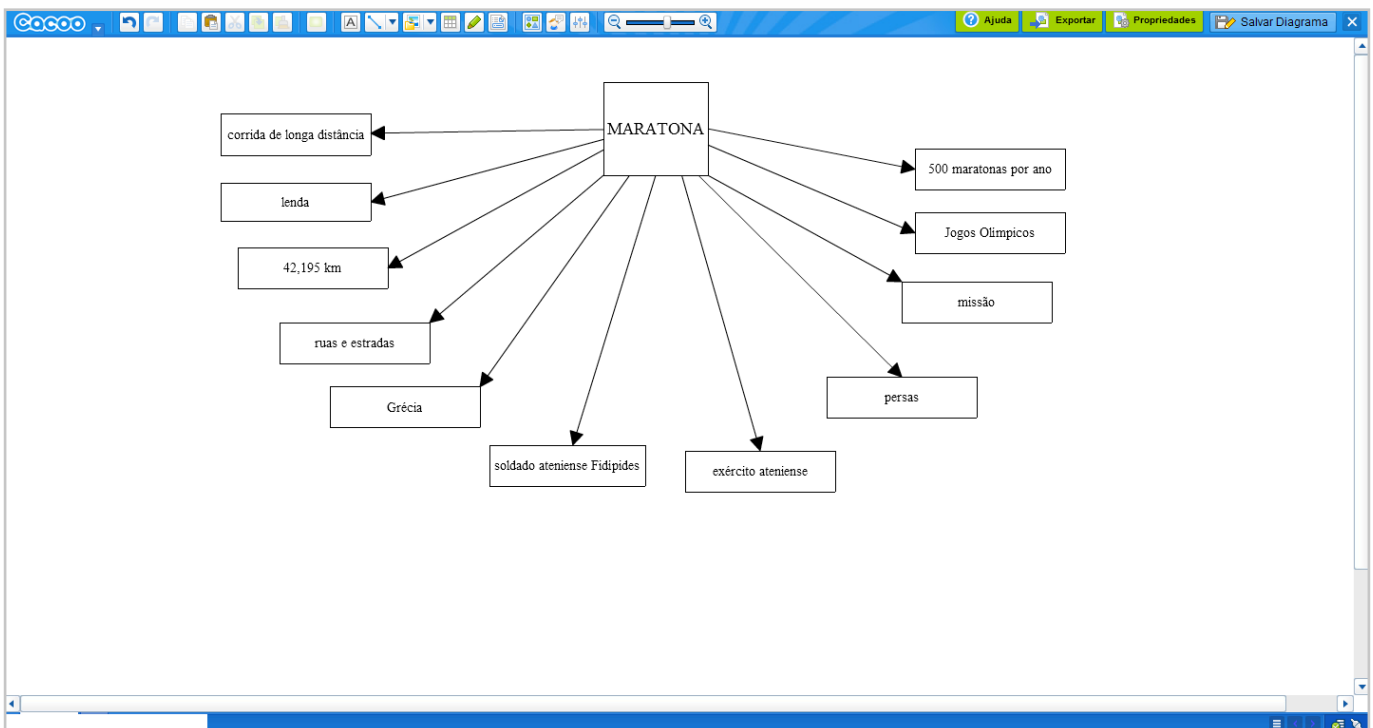 Cacoo
A
Ajuda
Exportar
Propriedades
Salvar Diagrama
MARATONA
corrida de longa distância
lenda
42,195 km
ruas e estradas
Grécia
soldado ateniense Fidípides
exército ateniense
persas
missão
Jogos Olímpicos
500 maratonas por ano